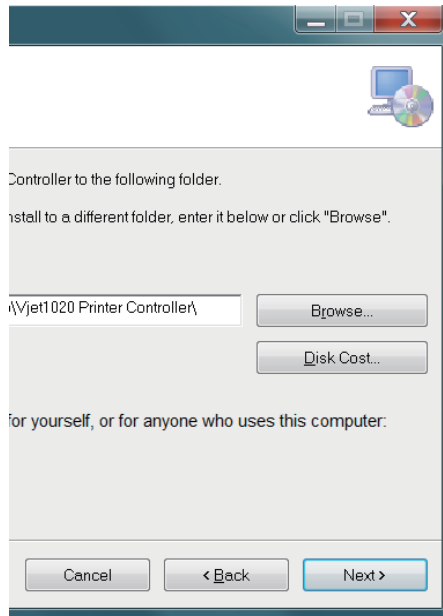 Controller to the following folder.
nstall to a different folder, enter it below or click "Browse".
\Vjet1020 Printer Controller\
Browse...
Disk Cost...
for yourself, or for anyone who uses this computer:
Cancel
< Back
Next >